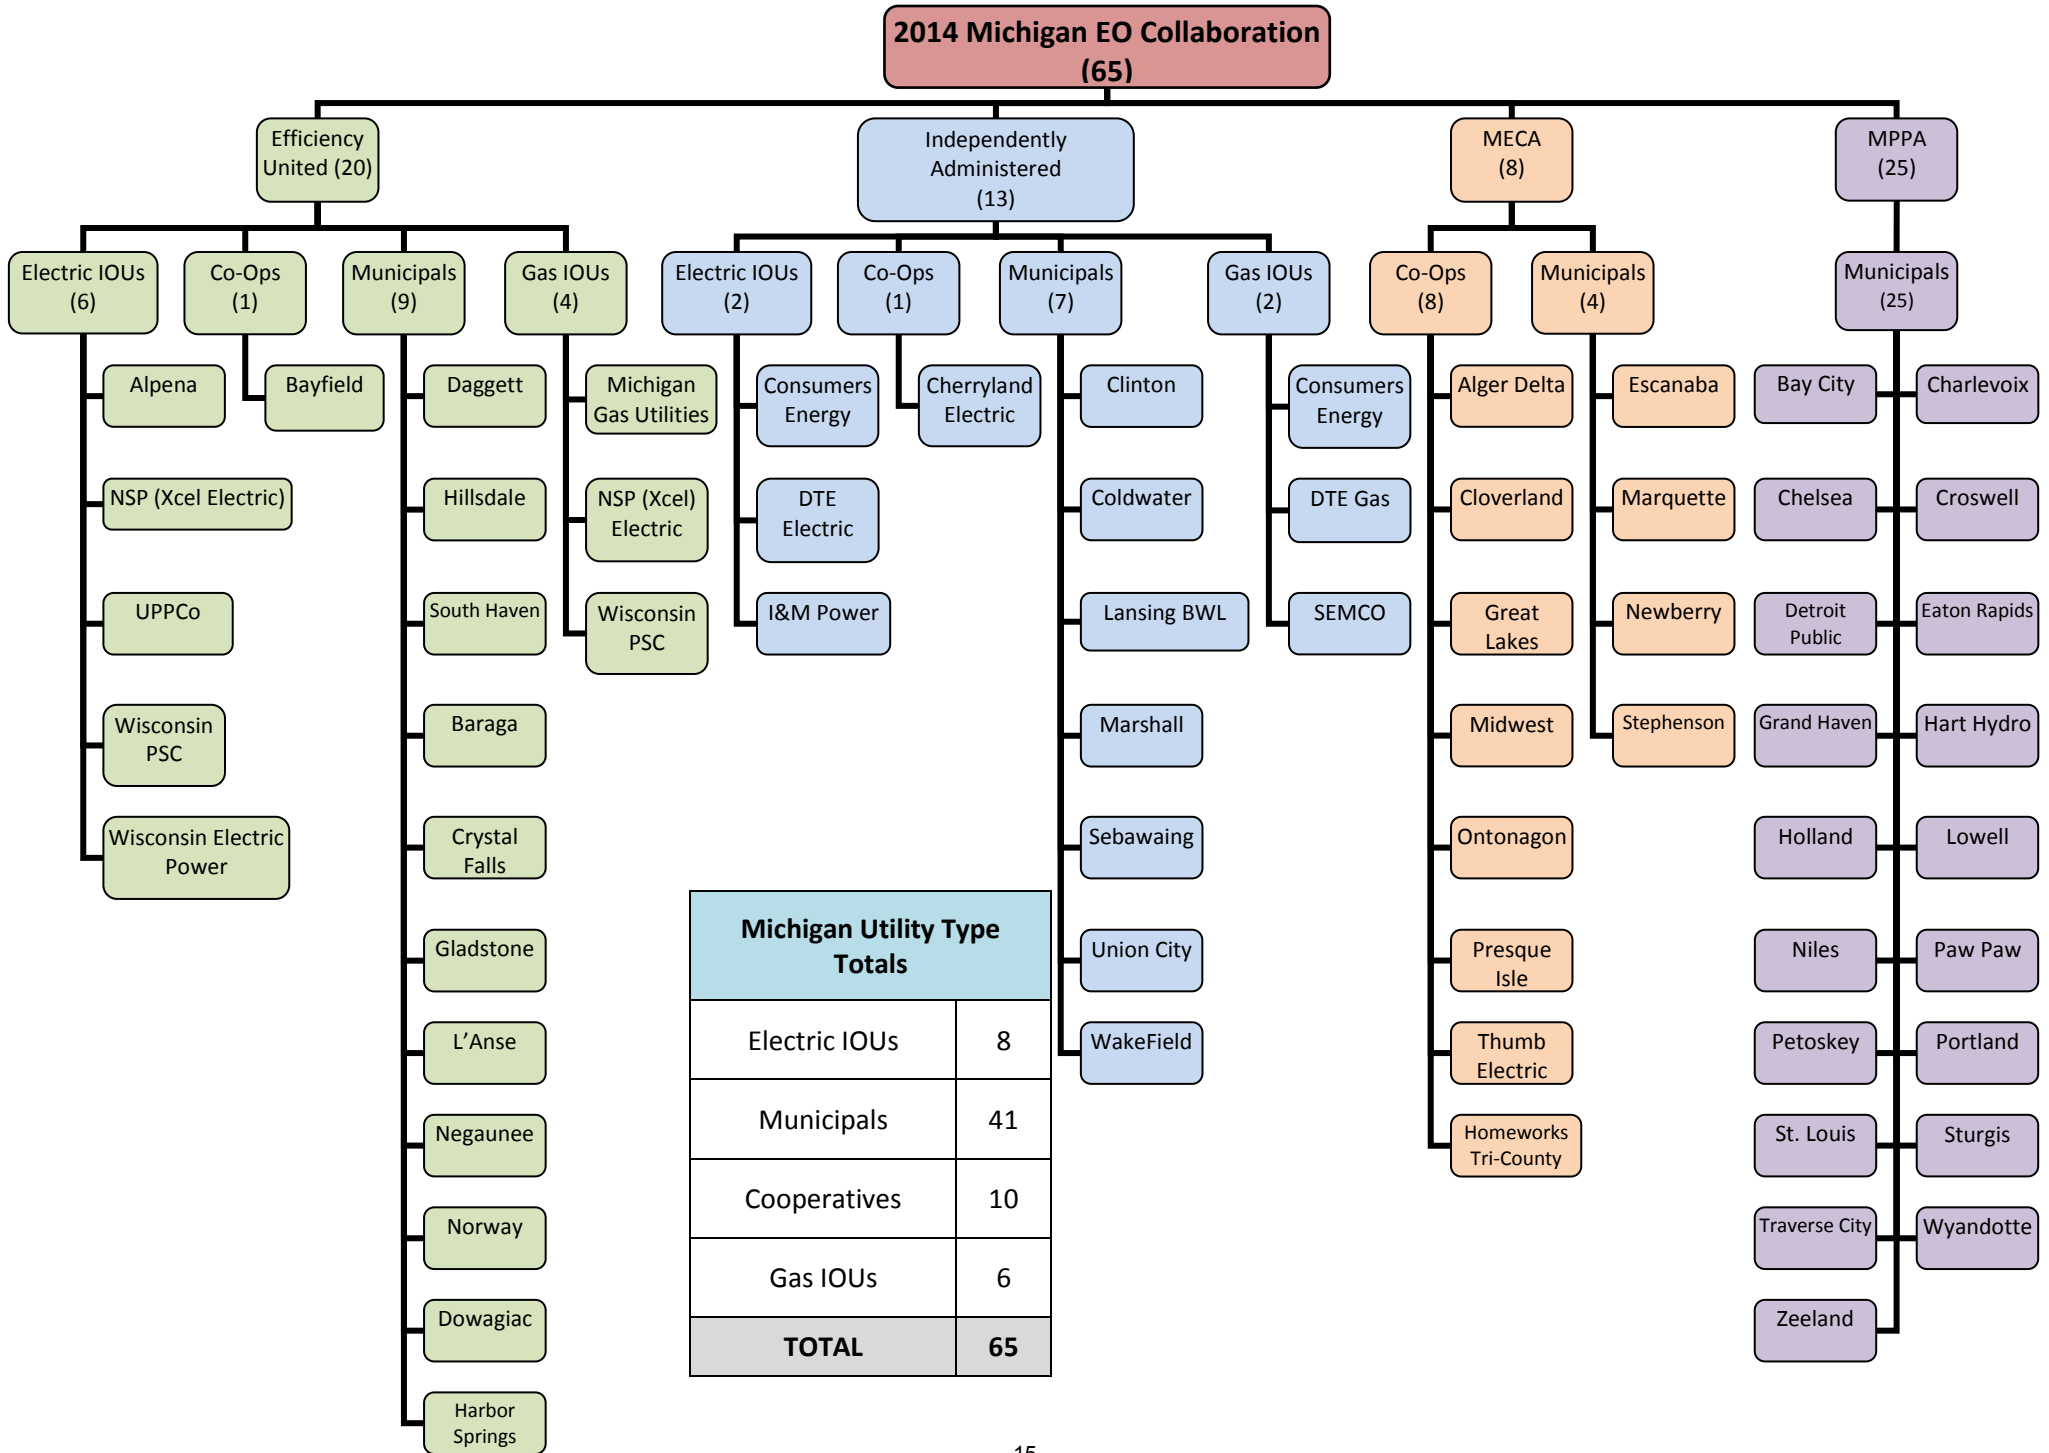 2014 Michigan EO Collaboration
(65)
Efficiency
United (20)
Independently
Administered
(13)
MECA
(8)
MPPA
(25)
Electric IOUs
(6)
Co-Ops
(1)
Municipals
(9)
Gas IOUs
(4)
Electric IOUs
(2)
Co-Ops
(1)
Municipals
(7)
Gas IOUs
(2)
Co-Ops
(8)
Municipals
(4)
Municipals
(25)
Alpena
NSP (Xcel Electric)
UPPCo
Wisconsin
PSC
Wisconsin Electric
Power
Bayfield
Daggett
Hillsdale
South Haven
Baraga
Crystal
Falls
Gladstone
L’Anse
Negaunee
Norway
Dowagiac
Harbor
Springs
Michigan
Gas Utilities
NSP (Xcel)
Electric
Wisconsin
PSC
Consumers
Energy
DTE
Electric
I&M Power
Cherryland
Electric
Clinton
Coldwater
Lansing BWL
Marshall
Sebawaing
Union City
WakeField
Consumers
Energy
DTE Gas
SEMCO
Alger Delta
Cloverland
Great
Lakes
Midwest
Ontonagon
Presque
Isle
Thumb
Electric
Homeworks
Tri-County
Escanaba
Marquette
Newberry
Stephenson
Bay City
Charlevoix
Chelsea
Croswell
Detroit
Public
Eaton Rapids
Grand Haven
Hart Hydro
Holland
Lowell
Niles
Paw Paw
Petoskey
Portland
St. Louis
Sturgis
Traverse City
Wyandotte
Zeeland
Michigan Utility Type
Totals
Electric IOUs 8
Municipals 41
Cooperatives 10
Gas IOUs 6
TOTAL 65
15